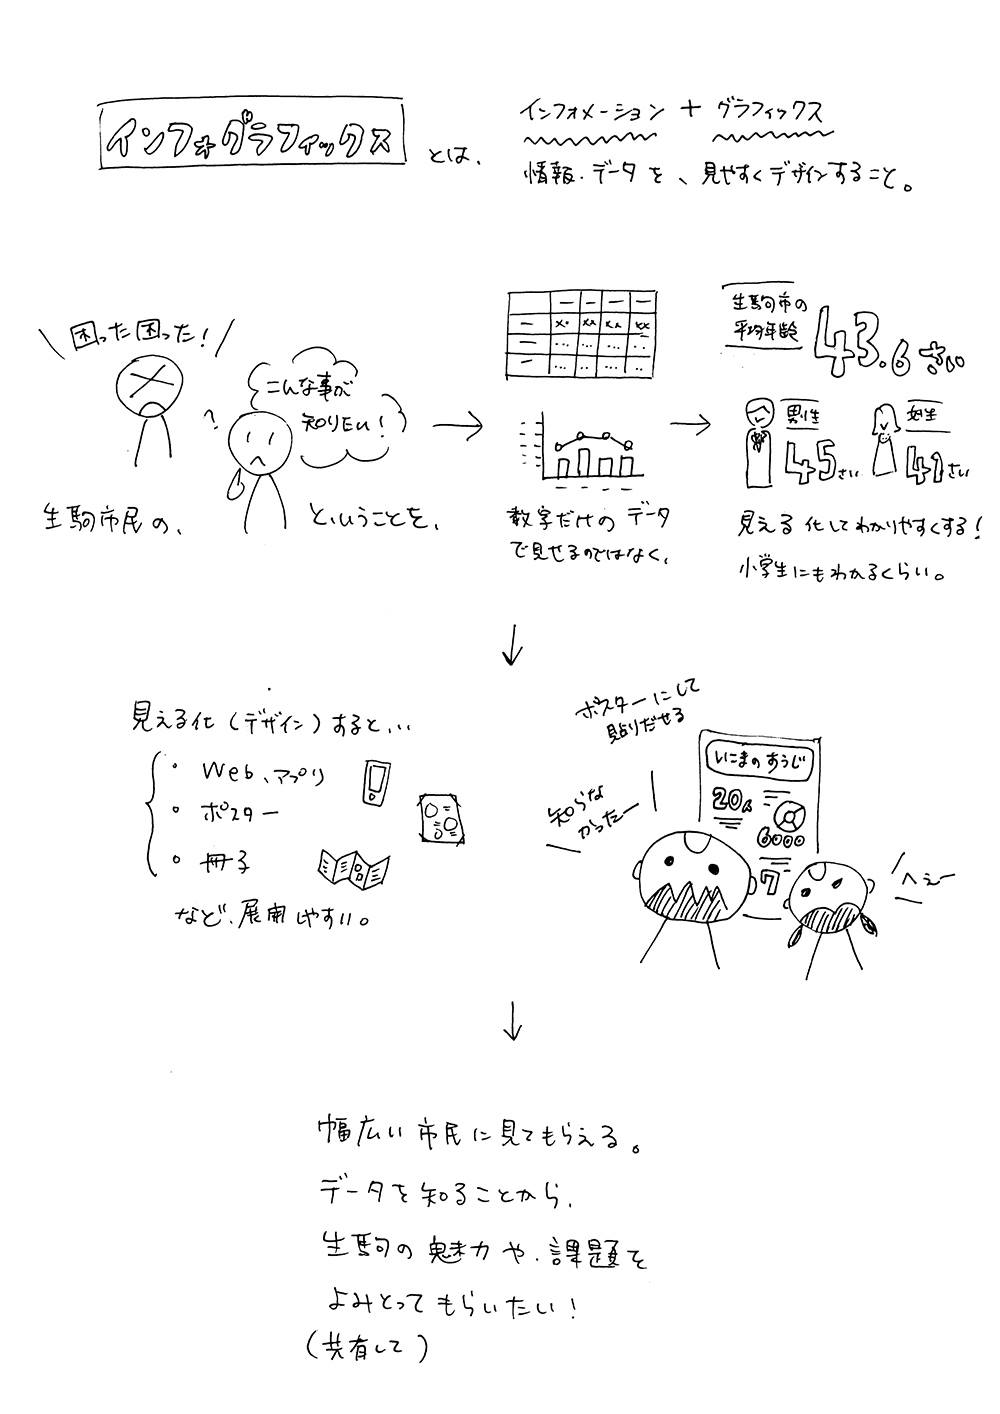 インフォグラフィックス とは、
インフォメーション + グラフィックス
情報・データを、見やすくデザインすること。
困った困った!
?
こんな事が
知りたい!
生駒市民の、
ということを、
数字だけのデータ
で見せるのではなく、
生駒市の
平均年齢
43.6さい
男性
45さい
女性
41さい
見える化してわかりやすくする!
小学生にもわかるくらい。
見える化(デザイン)すると...
・Web、アプリ
・ポスター
・冊子
など、展開しやすい。
ポスターにして
貼りだせる
知らな
かったー
いこまのすうじ
20人
6000
7
へぇー
幅広い市民に見てもらえる。
データを知ることから、
生駒の魅力や、課題を
よみとってもらいたい!
(共有して)